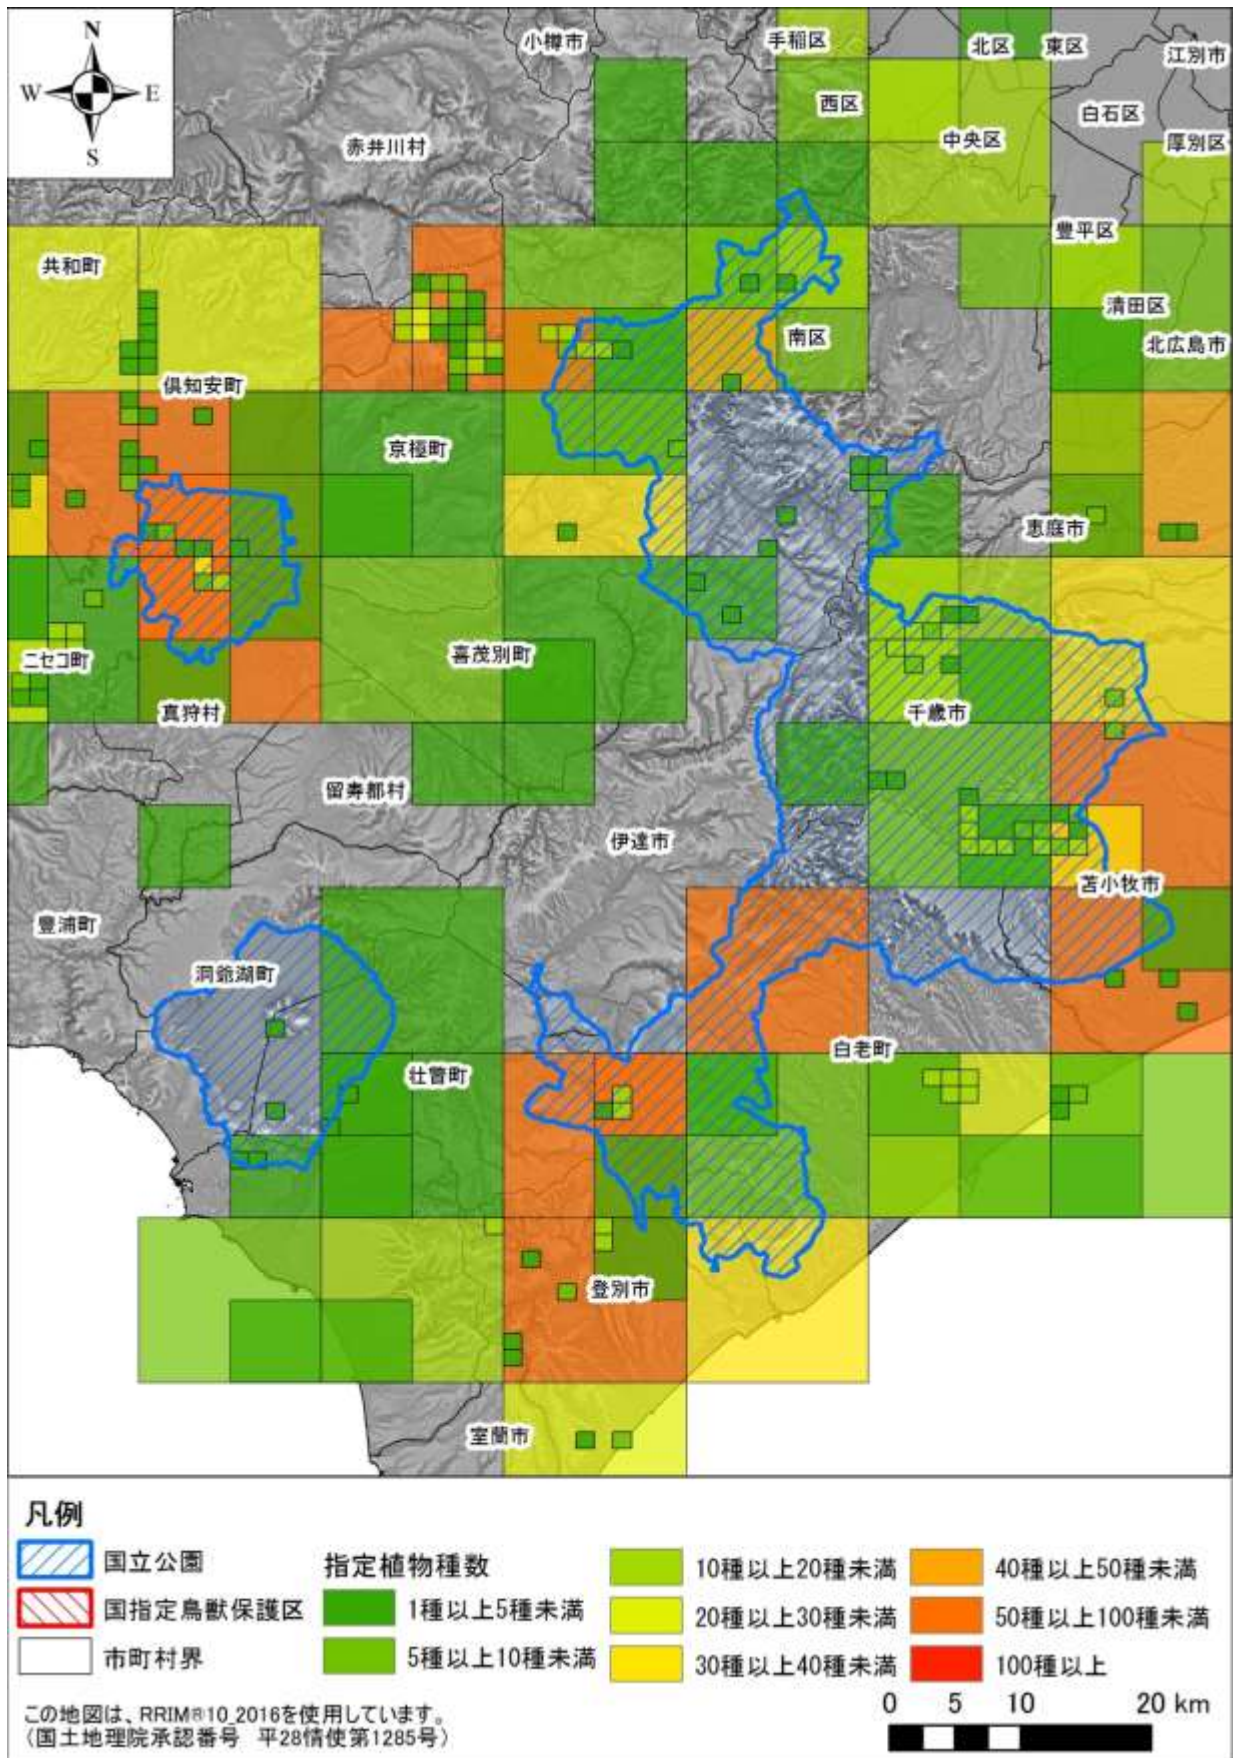 N
W
E
S
小樽市
手稲区
北区
東区
江別市
西区
白石区
中央区
厚別区
赤井川村
豊平区
共和町
清田区
南区
北広島市
倶知安町
京極町
恵庭市
ニセコ町
喜茂別町
真狩村
千歳市
留寿都村
伊達市
苫小牧市
豊浦町
洞爺湖町
白老町
壮瞥町
登別市
室蘭市
凡例
国立公園
国指定鳥獣保護区
市町村界
指定植物種数
1種以上5種未満
5種以上10種未満
10種以上20種未満
20種以上30種未満
30種以上40種未満
40種以上50種未満
50種以上100種未満
100種以上
この地図は、RRIM®10_2016を使用しています。
（国土地理院承認番号　平28情使第1285号）
0 5 10 20 km